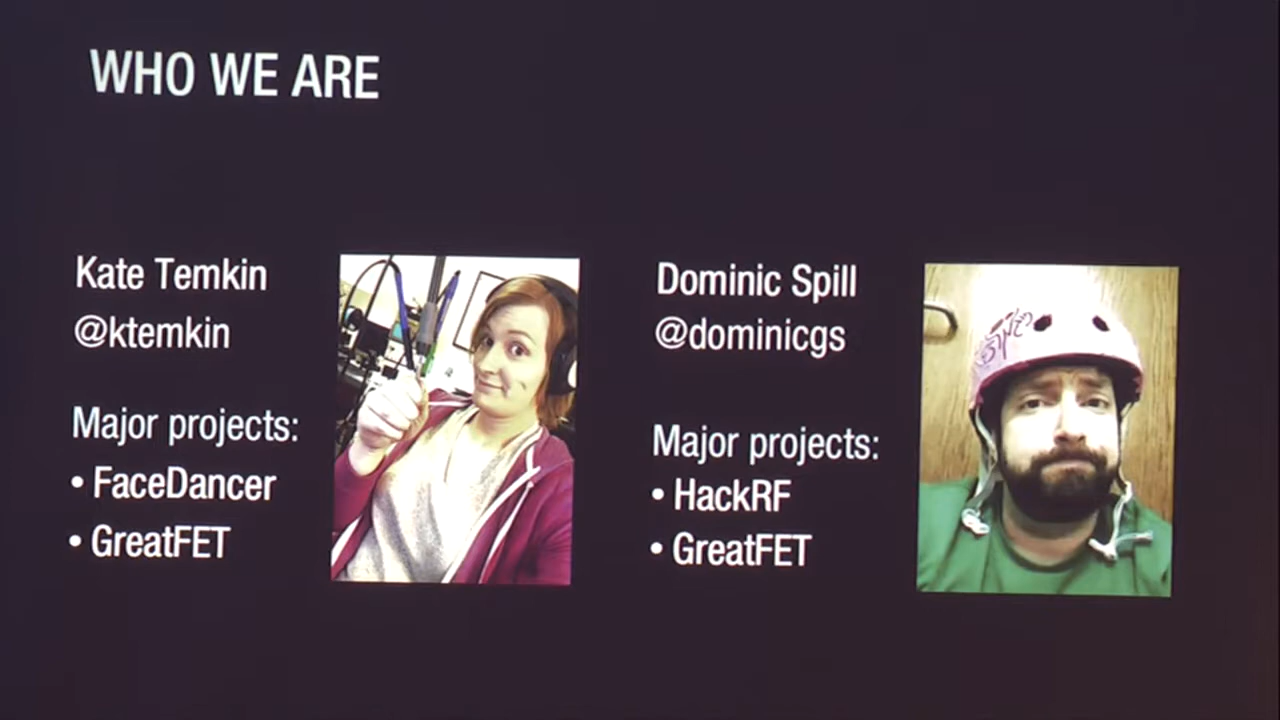 WHO WE ARE
Kate Temkin
@ktemkin
Major projects:
• FaceDancer
• GreatFET
Dominic Spill
@dominicgs
Major projects:
• HackRF
• GreatFET